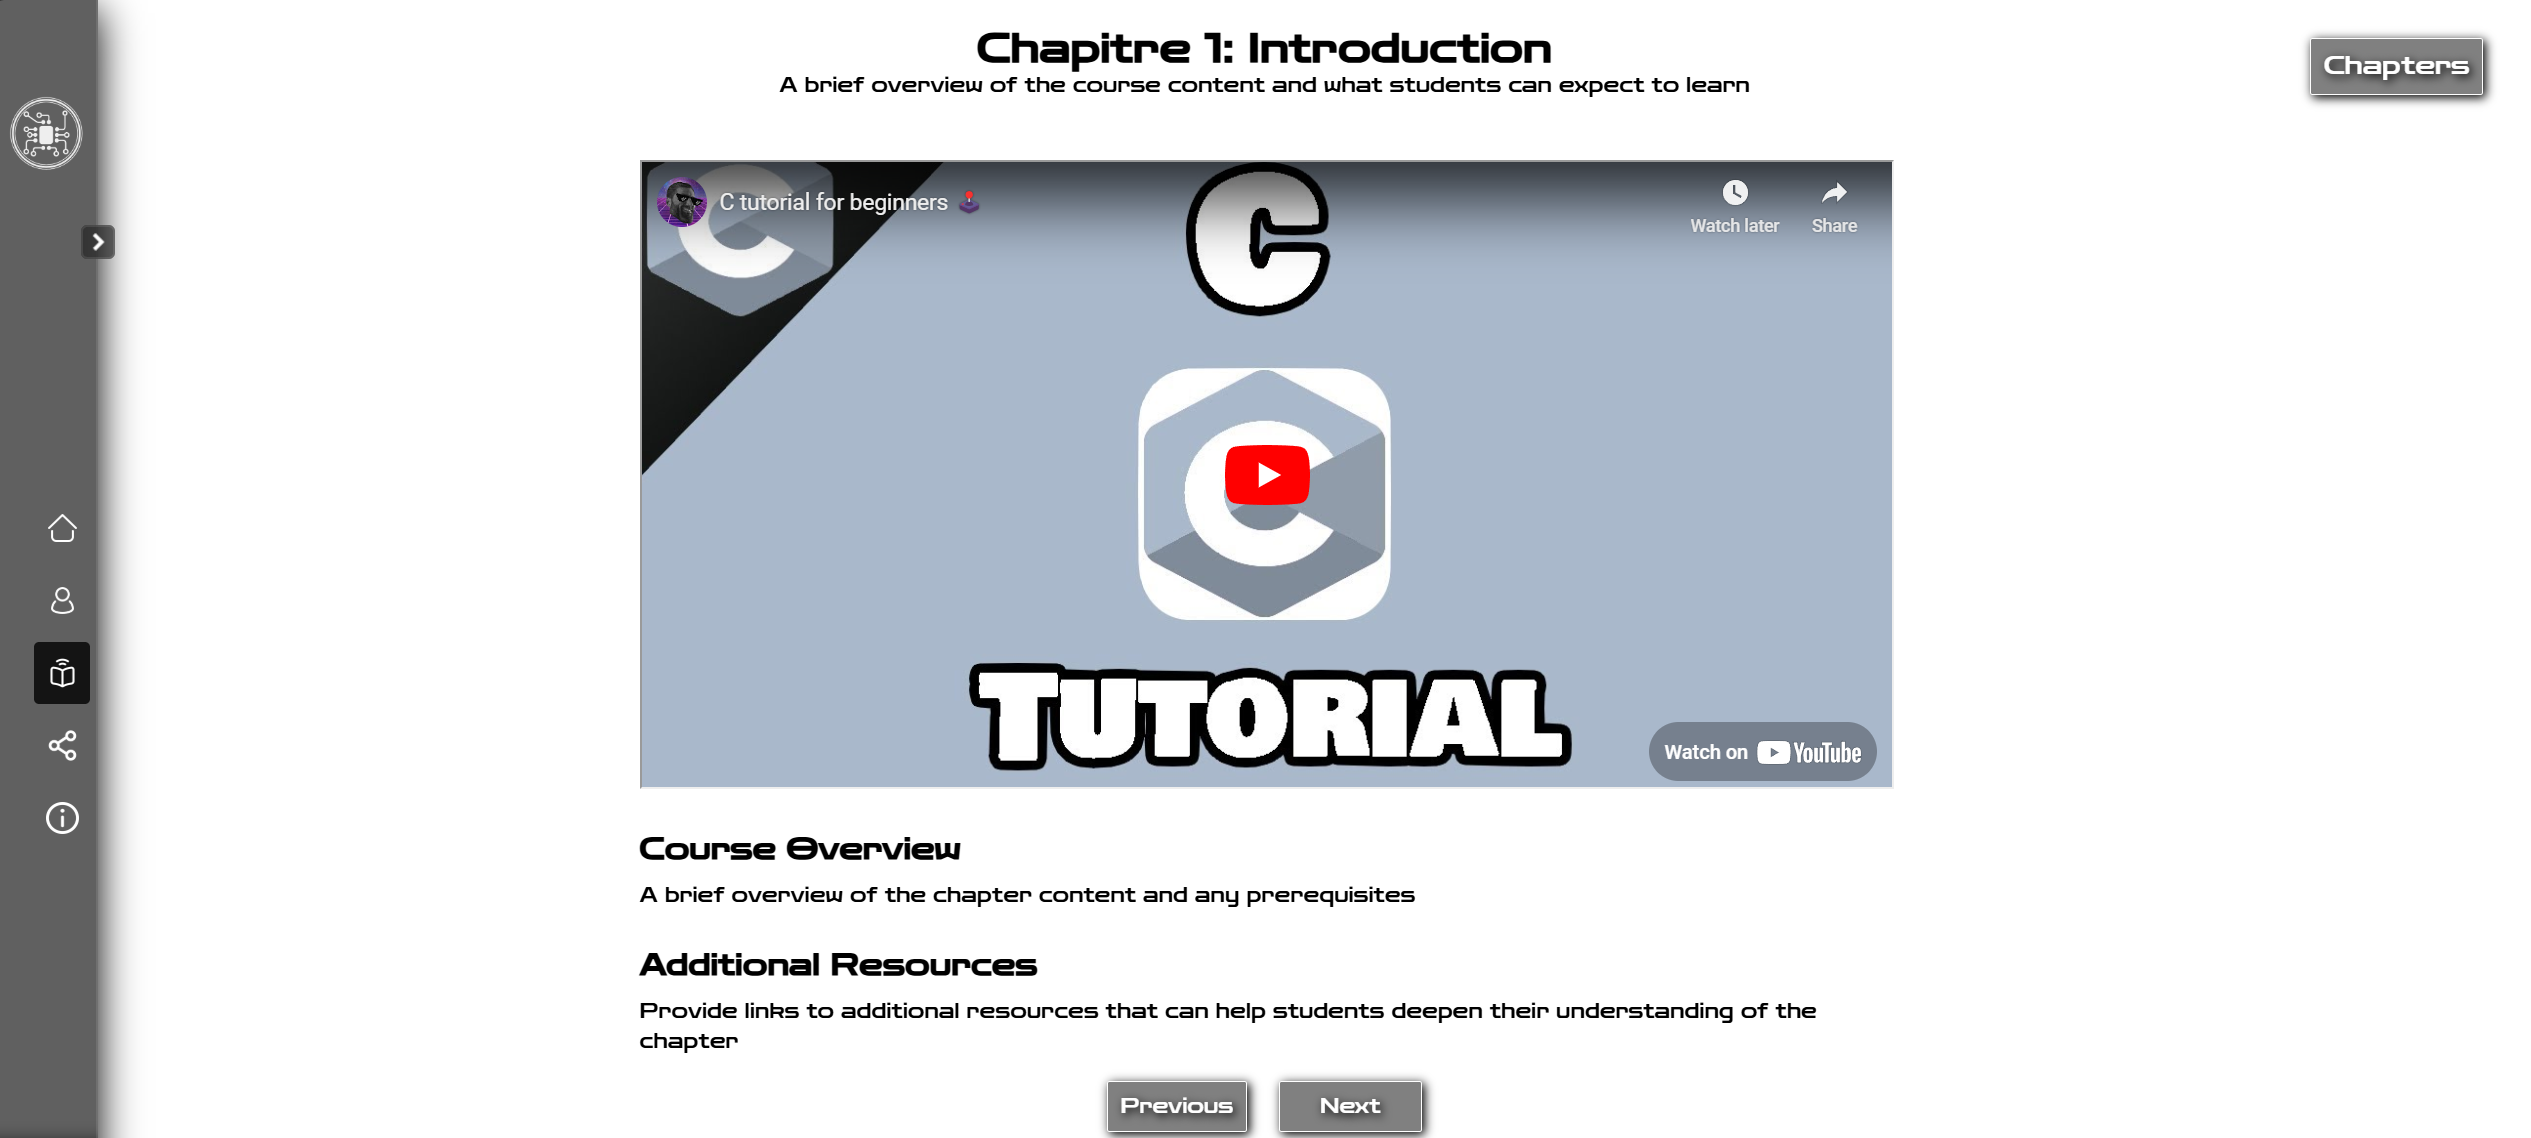 Chapitre 1: Introduction
A brief overview of the course content and what students can expect to learn
Chapters
C tutorial for beginners
Watch later
Share
C
TUTORIAL
Watch on YouTube
Course Overview
A brief overview of the chapter content and any prerequisites
Additional Resources
Provide links to additional resources that can help students deepen their understanding of the
chapter
Previous
Next